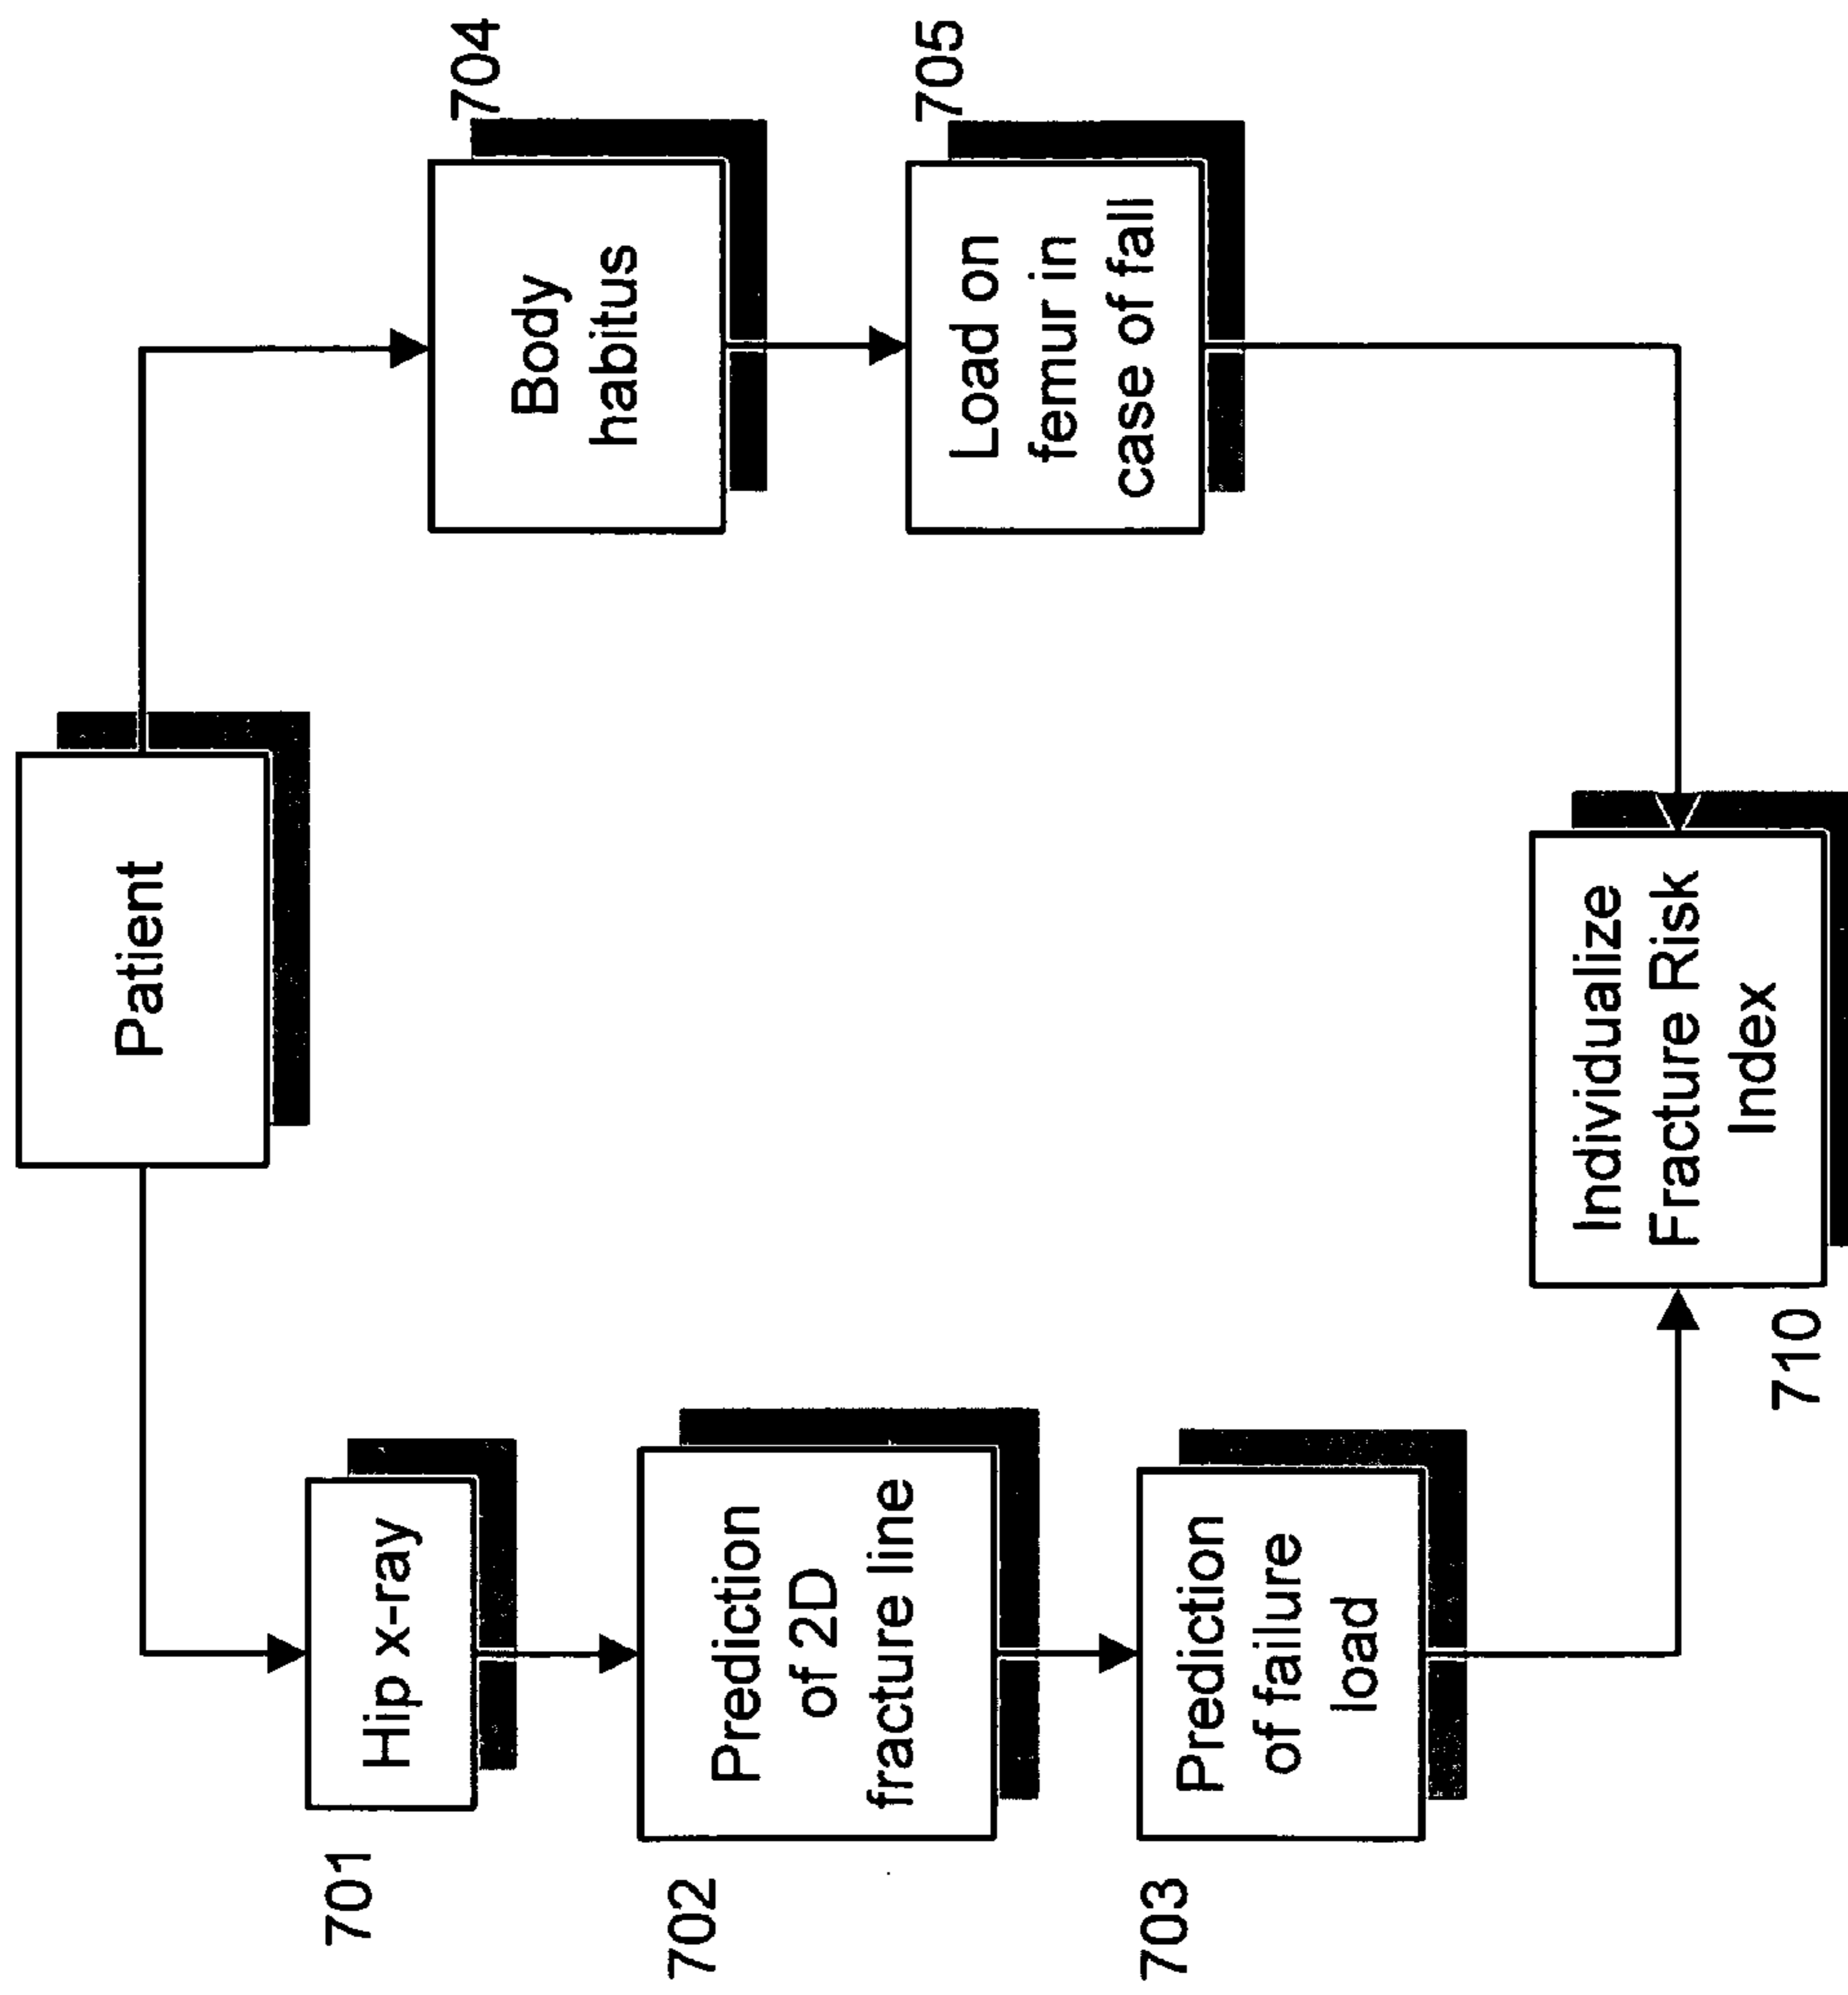 Patient
701
Hip x-ray
702
Prediction
of 2D
fracture line
703
Prediction
of failure
load
704
Body
habitus
705
Load on
femur in
case of fall
Individualize
Fracture Risk
Index
710